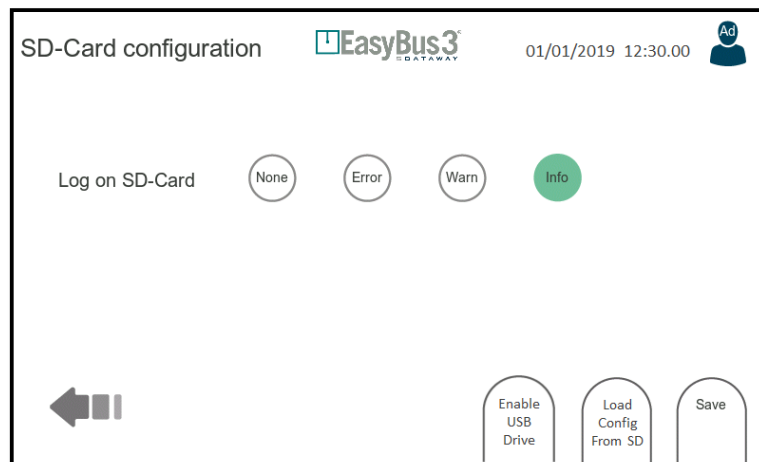 SD-Card configuration
EasyBus3
DATAWAY
01/01/2019 12:30.00
Ad
Log on SD-Card
None
Error
Warn
Info
Enable
USB
Drive
Load
Config
From SD
Save